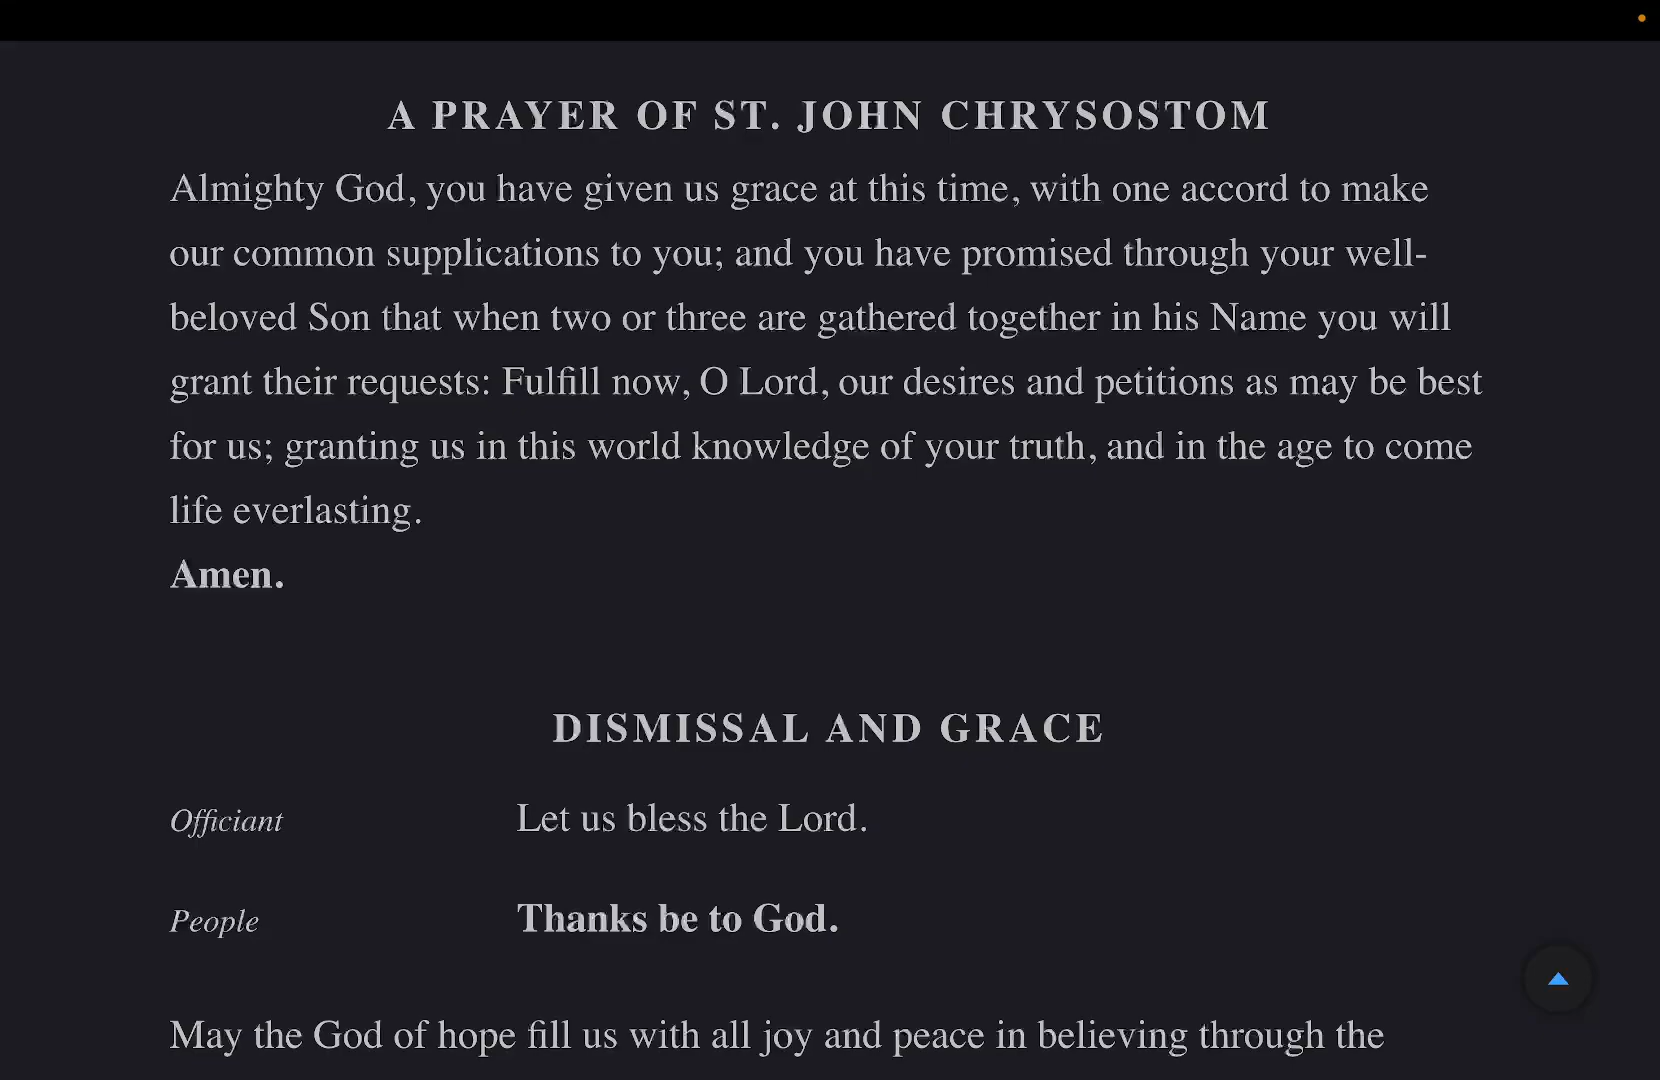 A PRAYER OF ST. JOHN CHRYSOSTOM
Almighty God, you have given us grace at this time, with one accord to make
our common supplications to you; and you have promised through your well-
beloved Son that when two or three are gathered together in his Name you will
grant their requests: Fulfill now, O Lord, our desires and petitions as may be best
for us; granting us in this world knowledge of your truth, and in the age to come
life everlasting.
Amen.
DISMISSAL AND GRACE
Officiant Let us bless the Lord.
People Thanks be to God.
May the God of hope fill us with all joy and peace in believing through the